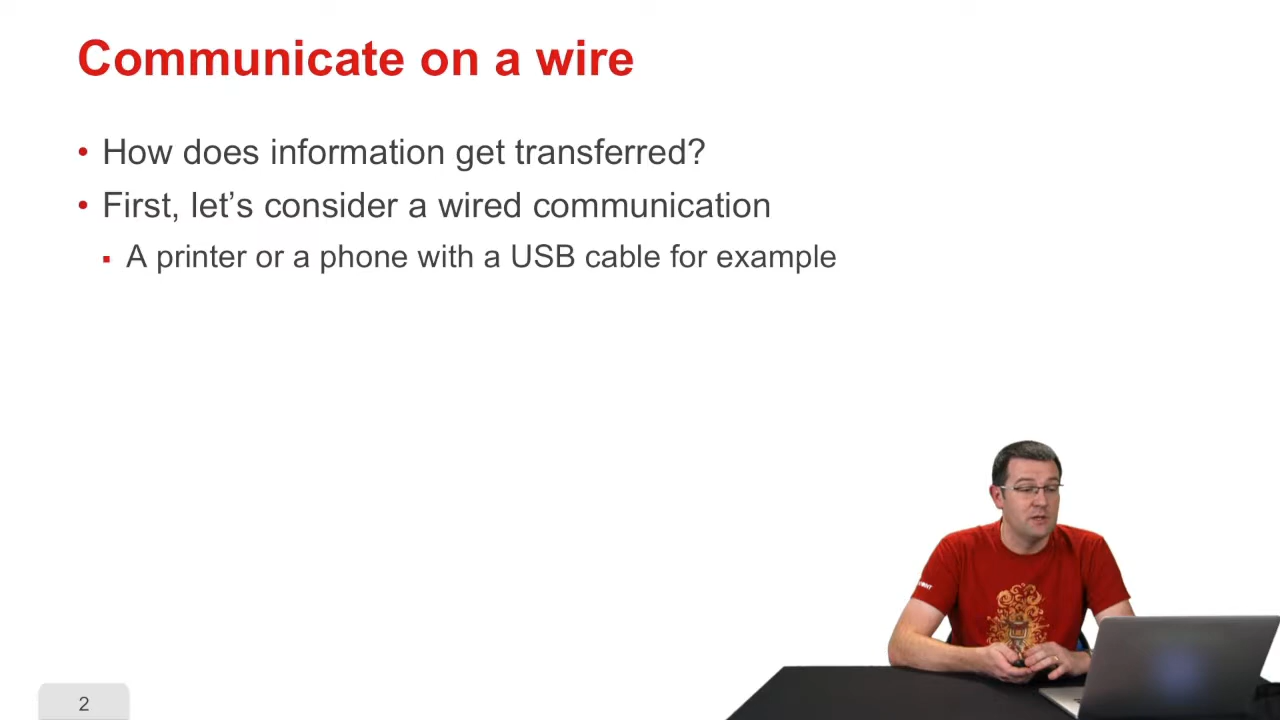 Communicate on a wire
• How does information get transferred?
• First, let’s consider a wired communication
▪ A printer or a phone with a USB cable for example
2